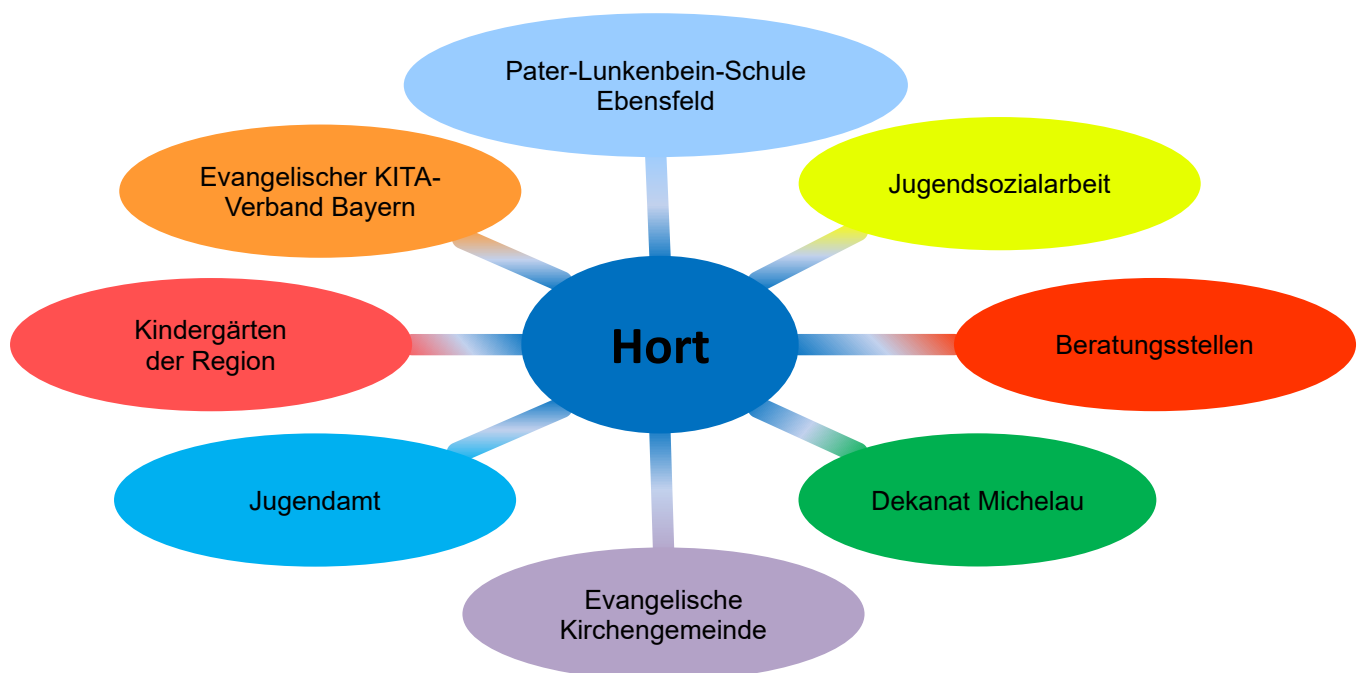 Pater-Lunkenbein-Schule
Ebensfeld
Evangelischer KITA-
Verband Bayern
Jugendsozialarbeit
Kindergärten
der Region
Hort
Beratungsstellen
Jugendamt
Dekanat Michelau
Evangelische
Kirchengemeinde